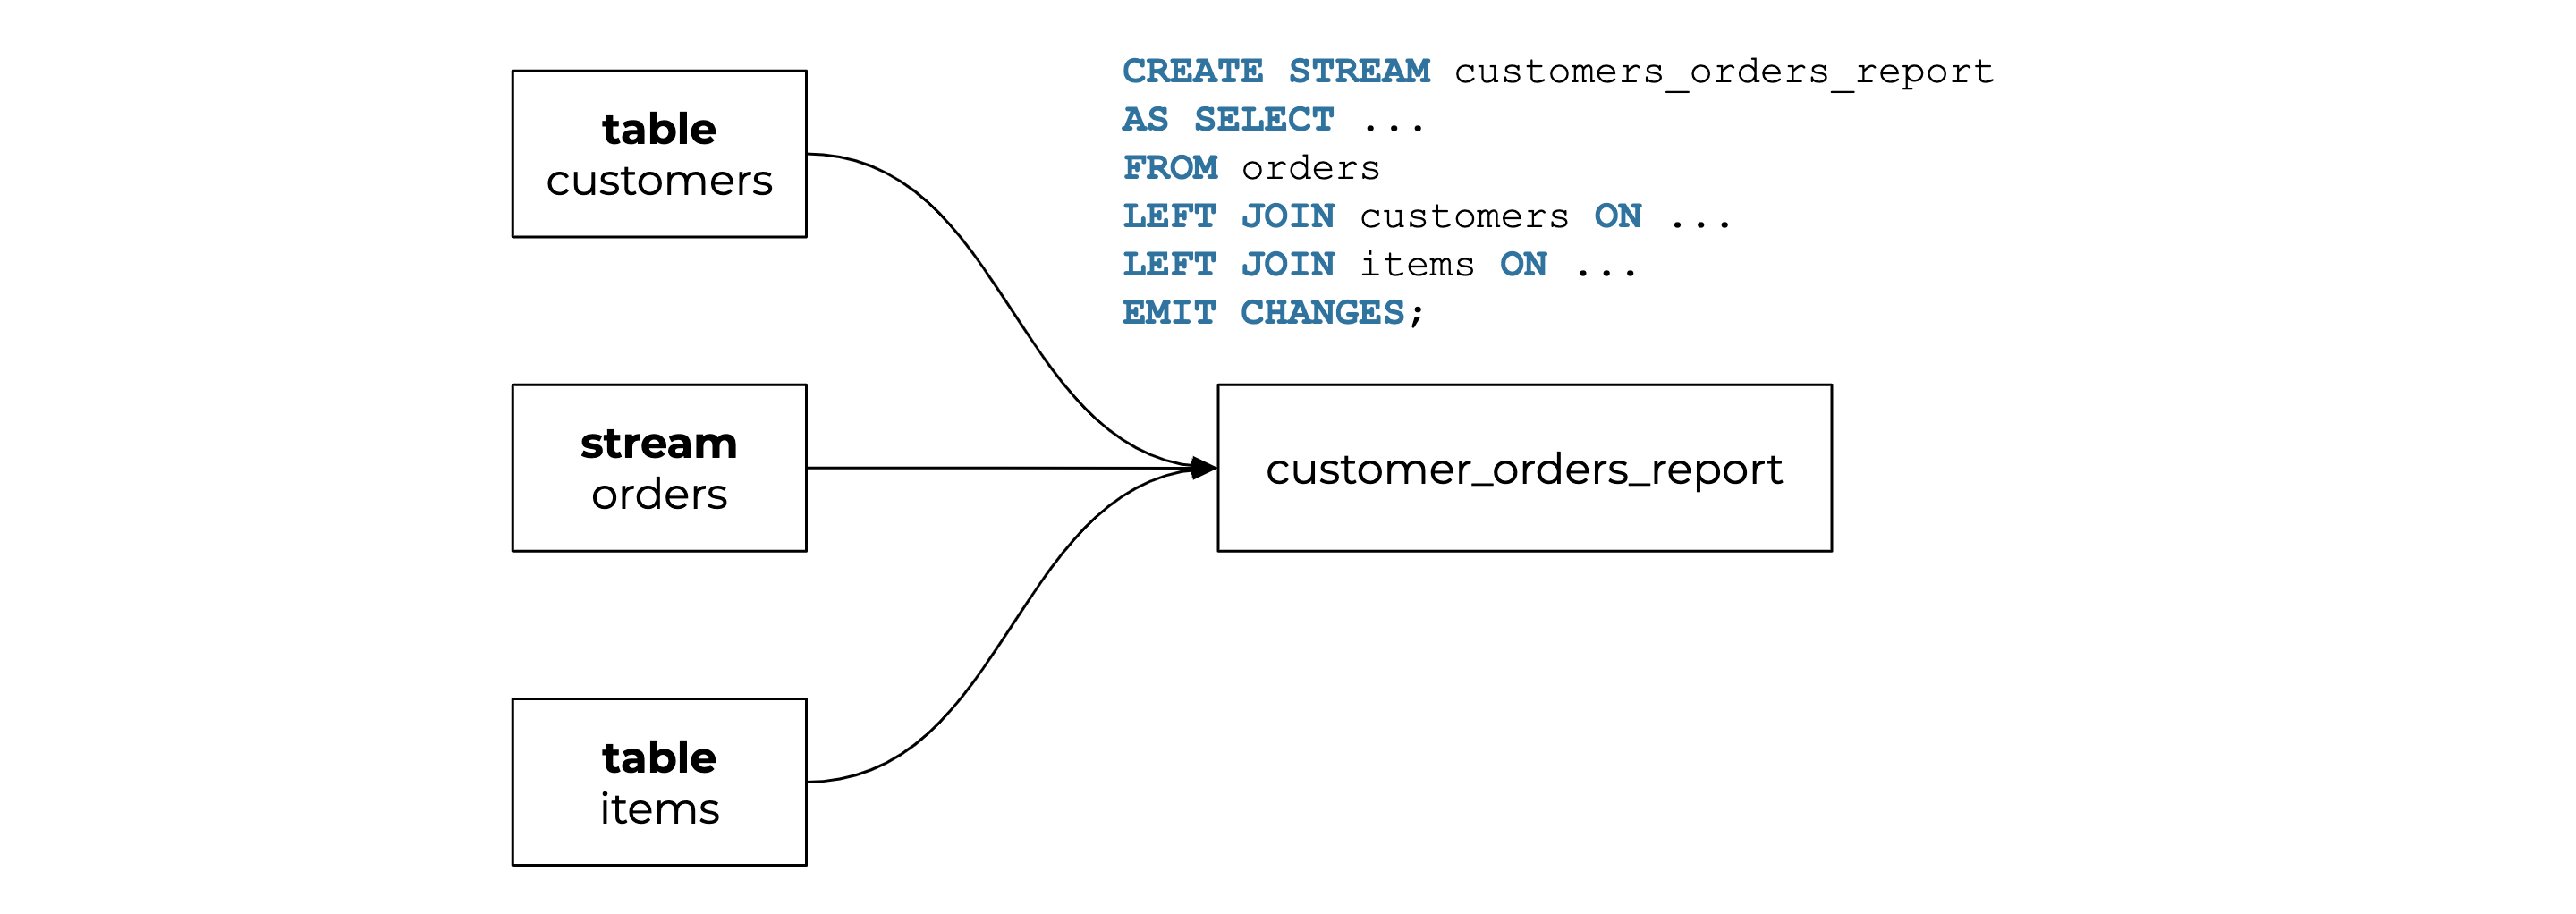 table
customers
CREATE STREAM customers_orders_report
AS SELECT ...
FROM orders
LEFT JOIN customers ON ...
LEFT JOIN items ON ...
EMIT CHANGES;
stream
orders
customer_orders_report
table
items